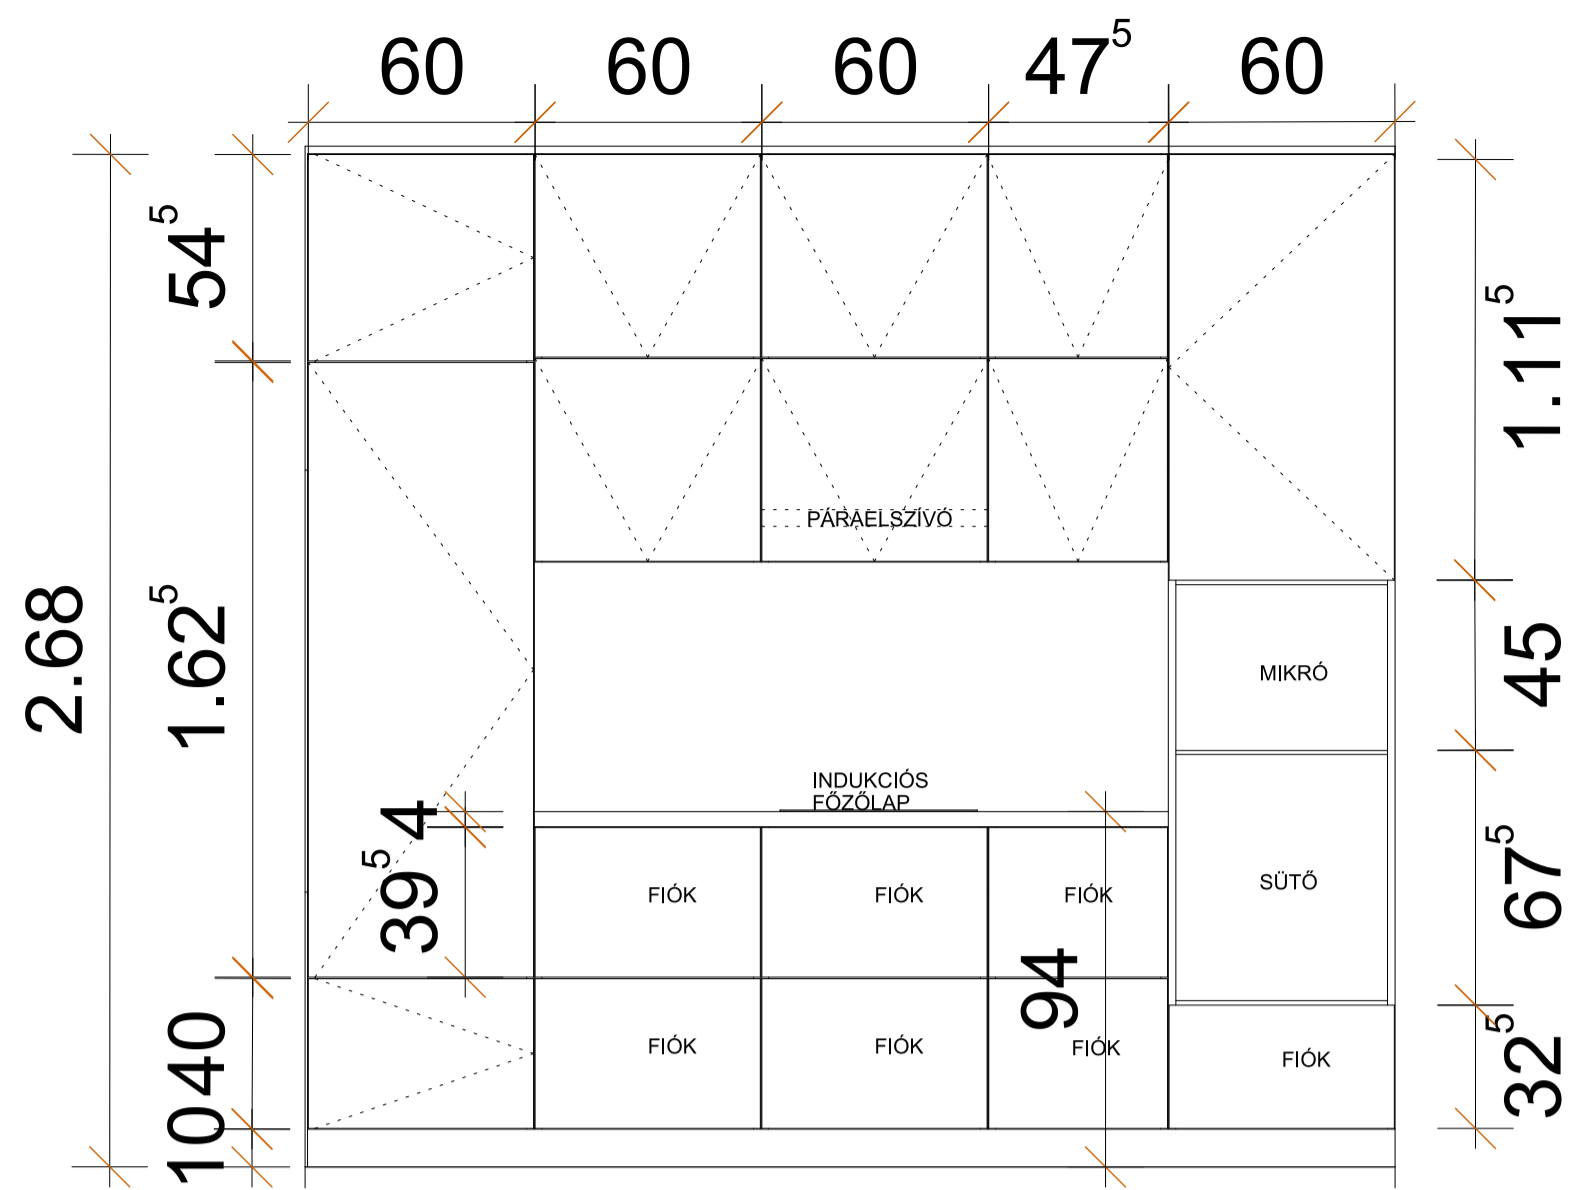 60 60 60 47⁵ 60
54⁵
1.11⁵
2.68
1.62⁵
PÁRAELSZÍVÓ
45
MIKRÓ
INDUKCIÓS
FŐZŐLAP
4
39⁵
67⁵
SÜTŐ
FIÓK FIÓK FIÓK
94
40
10
32⁵
FIÓK FIÓK FIÓK FIÓK